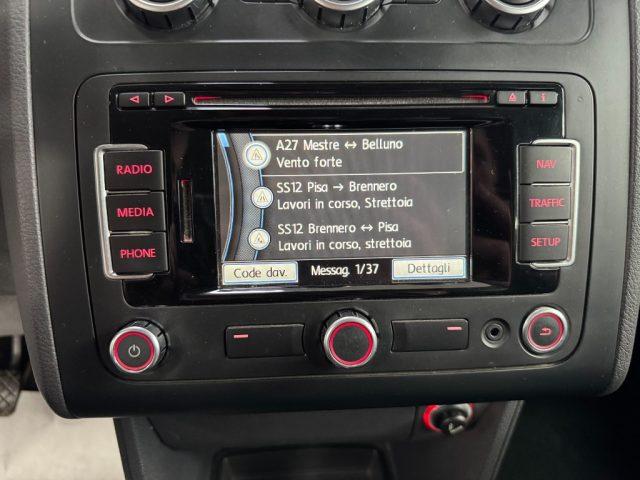 RADIO
MEDIA
PHONE
A27 Mestre ↔ Belluno
Vento forte
SS12 Pisa → Brennero
Lavori in corso, Strettoia
SS12 Brennero ↔ Pisa
Lavori in corso, strettoia
Code dav.
Messag. 1/37
Dettagli
NAV
TRAFFIC
SETUP